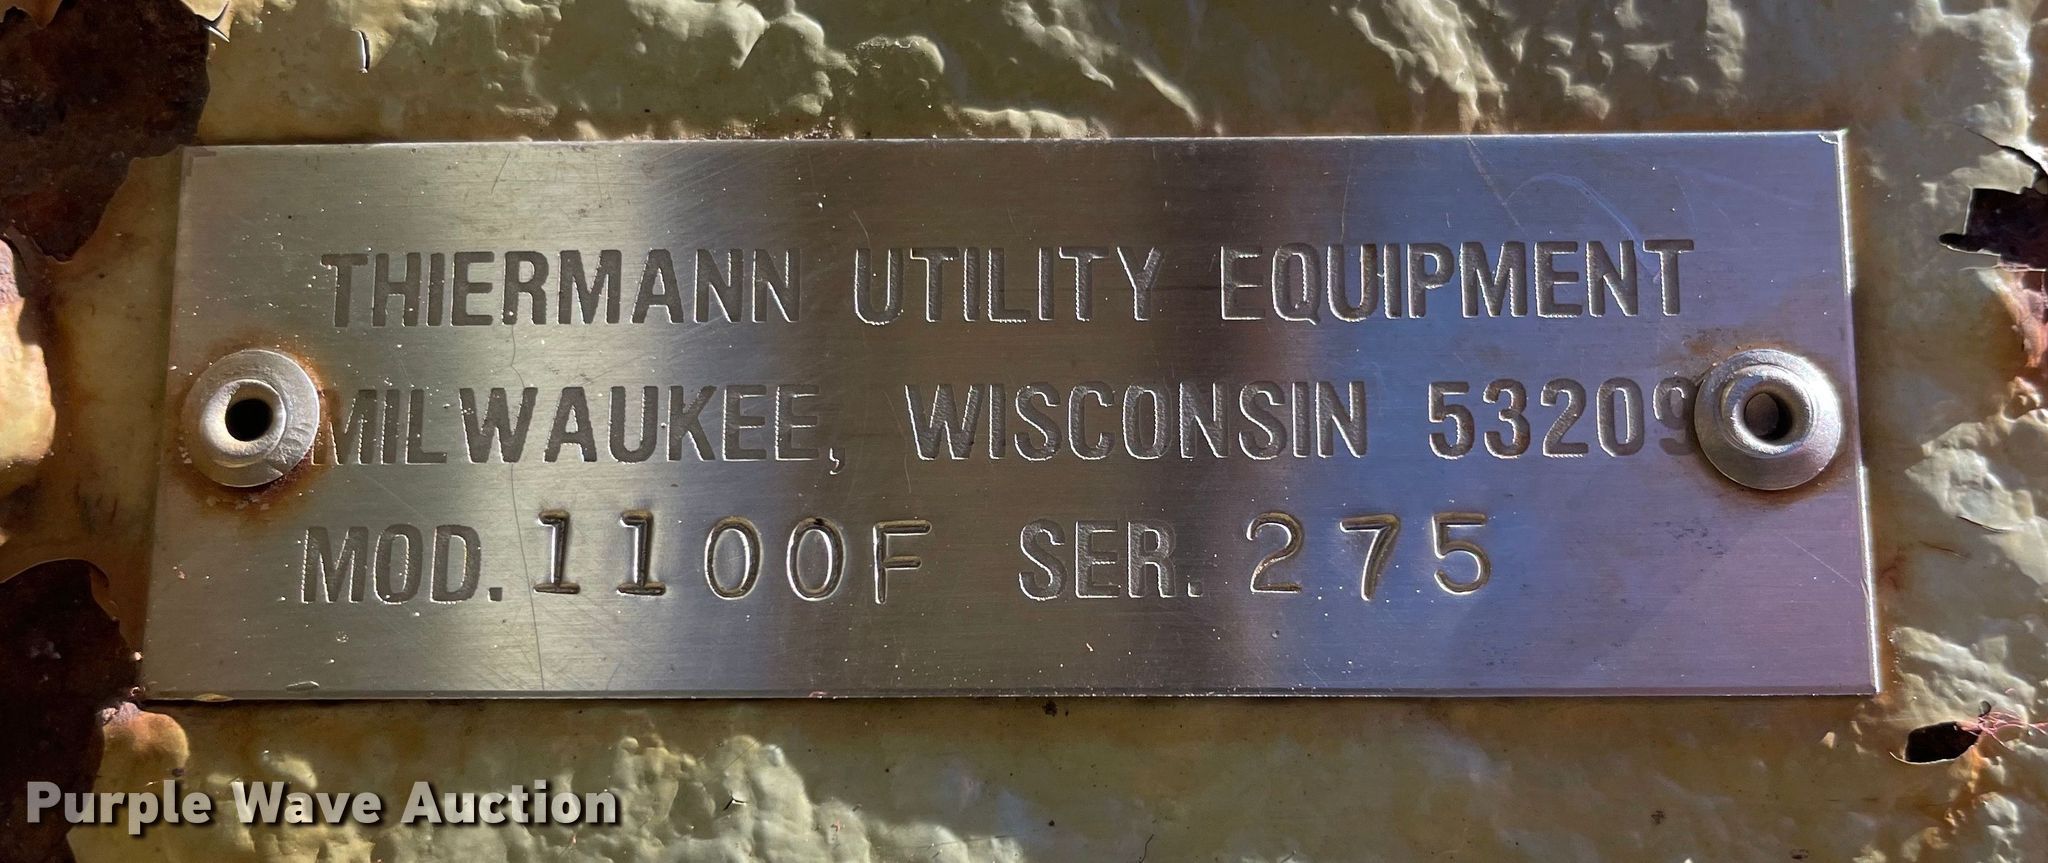 THIERMANN UTILITY EQUIPMENT
MILWAUKEE, WISCONSIN 53209
MOD. 1100F SER. 275
Purple Wave Auction